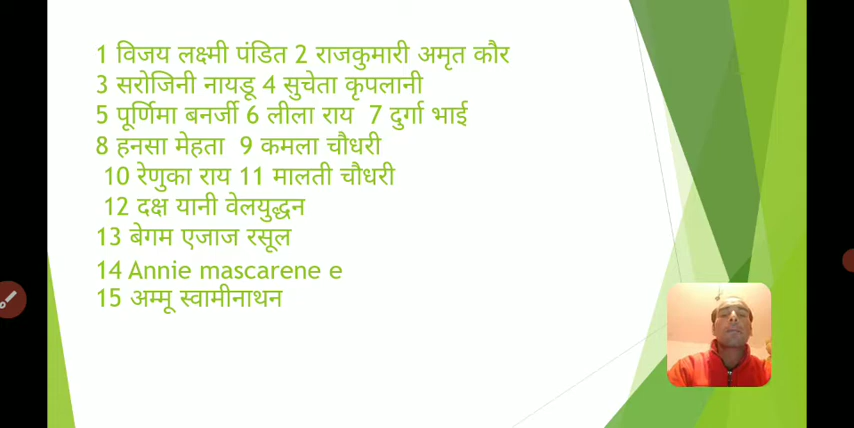 1 विजय लक्ष्मी पंडित 2 राजकुमारी अमृत कौर
3 सरोजिनी नायडू 4 सुचेता कृपलानी
5 पूर्णिमा बनर्जी 6 लीला राय 7 दुर्गा भाई
8 हनसा मेहता 9 कमला चौधरी
10 रेणुका राय 11 मालती चौधरी
12 दक्ष यानी वेलयुद्धन
13 बेगम एजाज रसूल
14 Annie mascarene e
15 अम्मू स्वामीनाथन